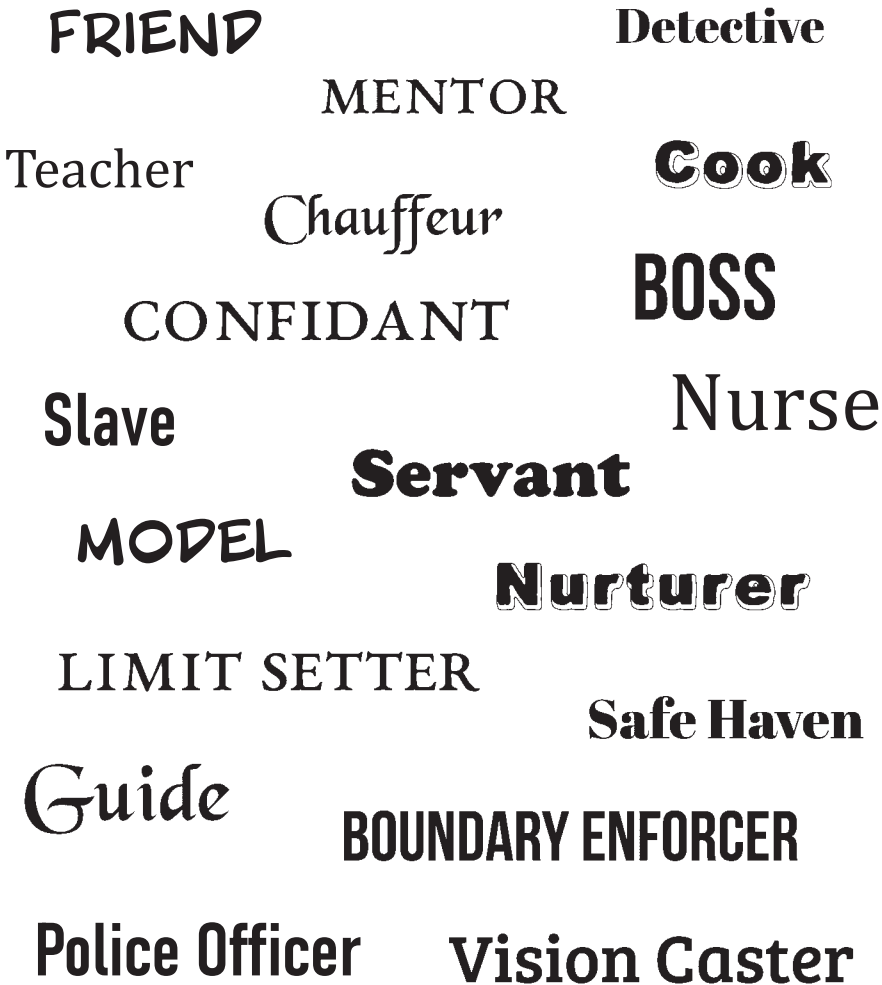 FRIEND
Detective
MENTOR
Teacher
Cook
Chauffeur
BOSS
CONFIDANT
Nurse
Slave
Servant
MODEL
Nurturer
LIMIT SETTER
Safe Haven
Guide
BOUNDARY ENFORCER
Police Officer
Vision Caster